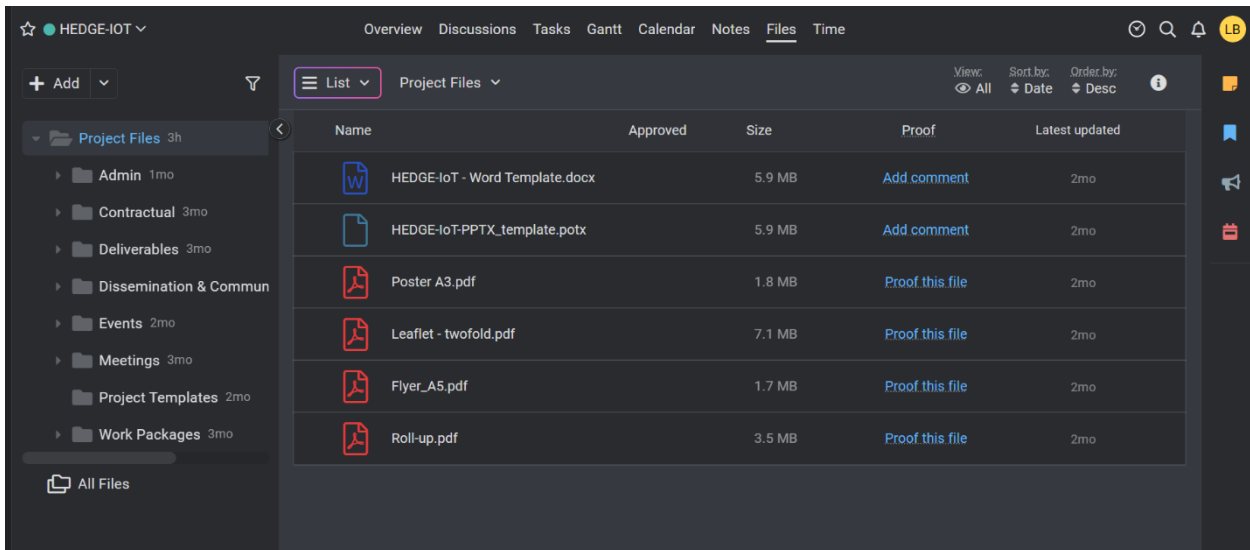 HEDGE-IOT
Overview Discussions Tasks Gantt Calendar Notes Files Time
LB
Add
List
Project Files
View: All
Sort by: Date
Order by: Desc
Project Files 3h
Admin 1mo
Contractual 3mo
Deliverables 3mo
Dissemination & Commun
Events 2mo
Meetings 3mo
Project Templates 2mo
Work Packages 3mo
All Files
Name Approved Size Proof Latest updated
W HEDGE-IoT - Word Template.docx 5.9 MB Add comment 2mo
HEDGE-IoT-PPTX_template.potx 5.9 MB Add comment 2mo
Poster A3.pdf 1.8 MB Proof this file 2mo
Leaflet - twofold.pdf 7.1 MB Proof this file 2mo
Flyer_A5.pdf 1.7 MB Proof this file 2mo
Roll-up.pdf 3.5 MB Proof this file 2mo